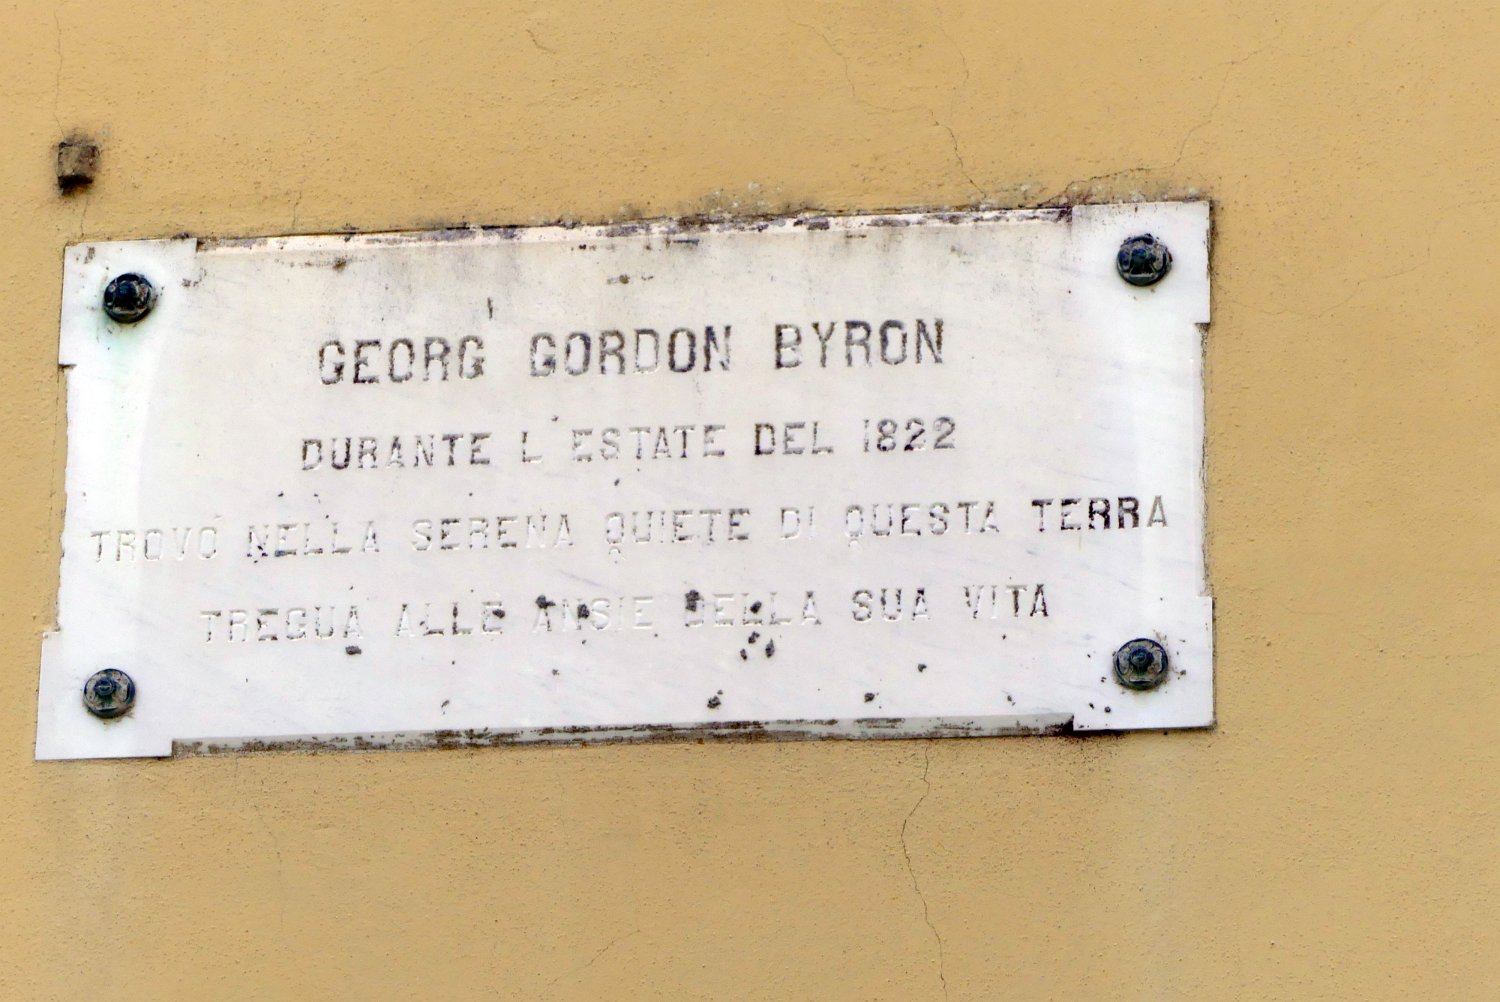 GEORG GORDON BYRON
DURANTE L'ESTATE DEL 1822
TROVÒ NELLA SERENA QUIETE DI QUESTA TERRA
TREGUA ALLE ANSIE DELLA SUA VITA